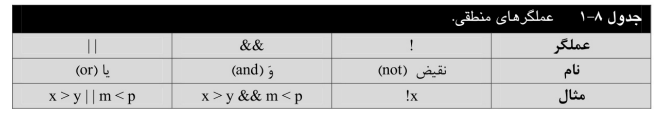 جدول ۸-۱ عملگرهای منطقی.
عملگر ! && ||
نام نقیض (not) وَ (and) یا (or)
مثال !x x > y && m < p x > y || m < p